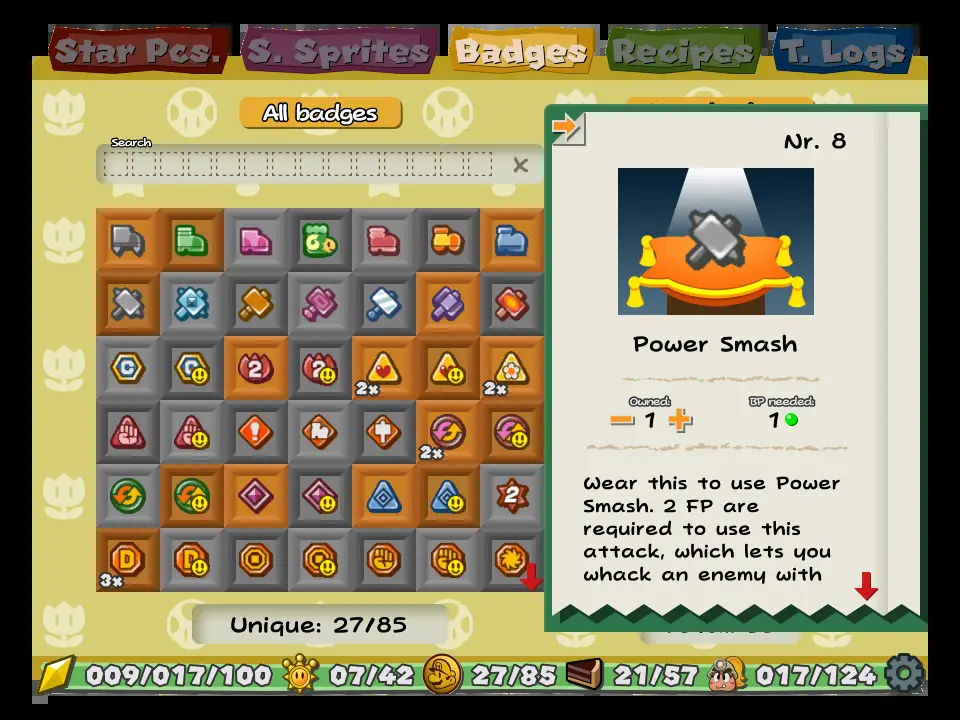 Star Pcs. S. Sprites Badges Recipes T. Logs
All badges
Search
Nr. 8
Power Smash
Owned: BP needed:
1 1
Wear this to use Power
Smash. 2 FP are
required to use this
attack, which lets you
whack an enemy with
C C 2 ? 2x 2x
2x
2
D D
3x
Unique: 27/85
009/017/100 07/42 27/85 21/57 017/124